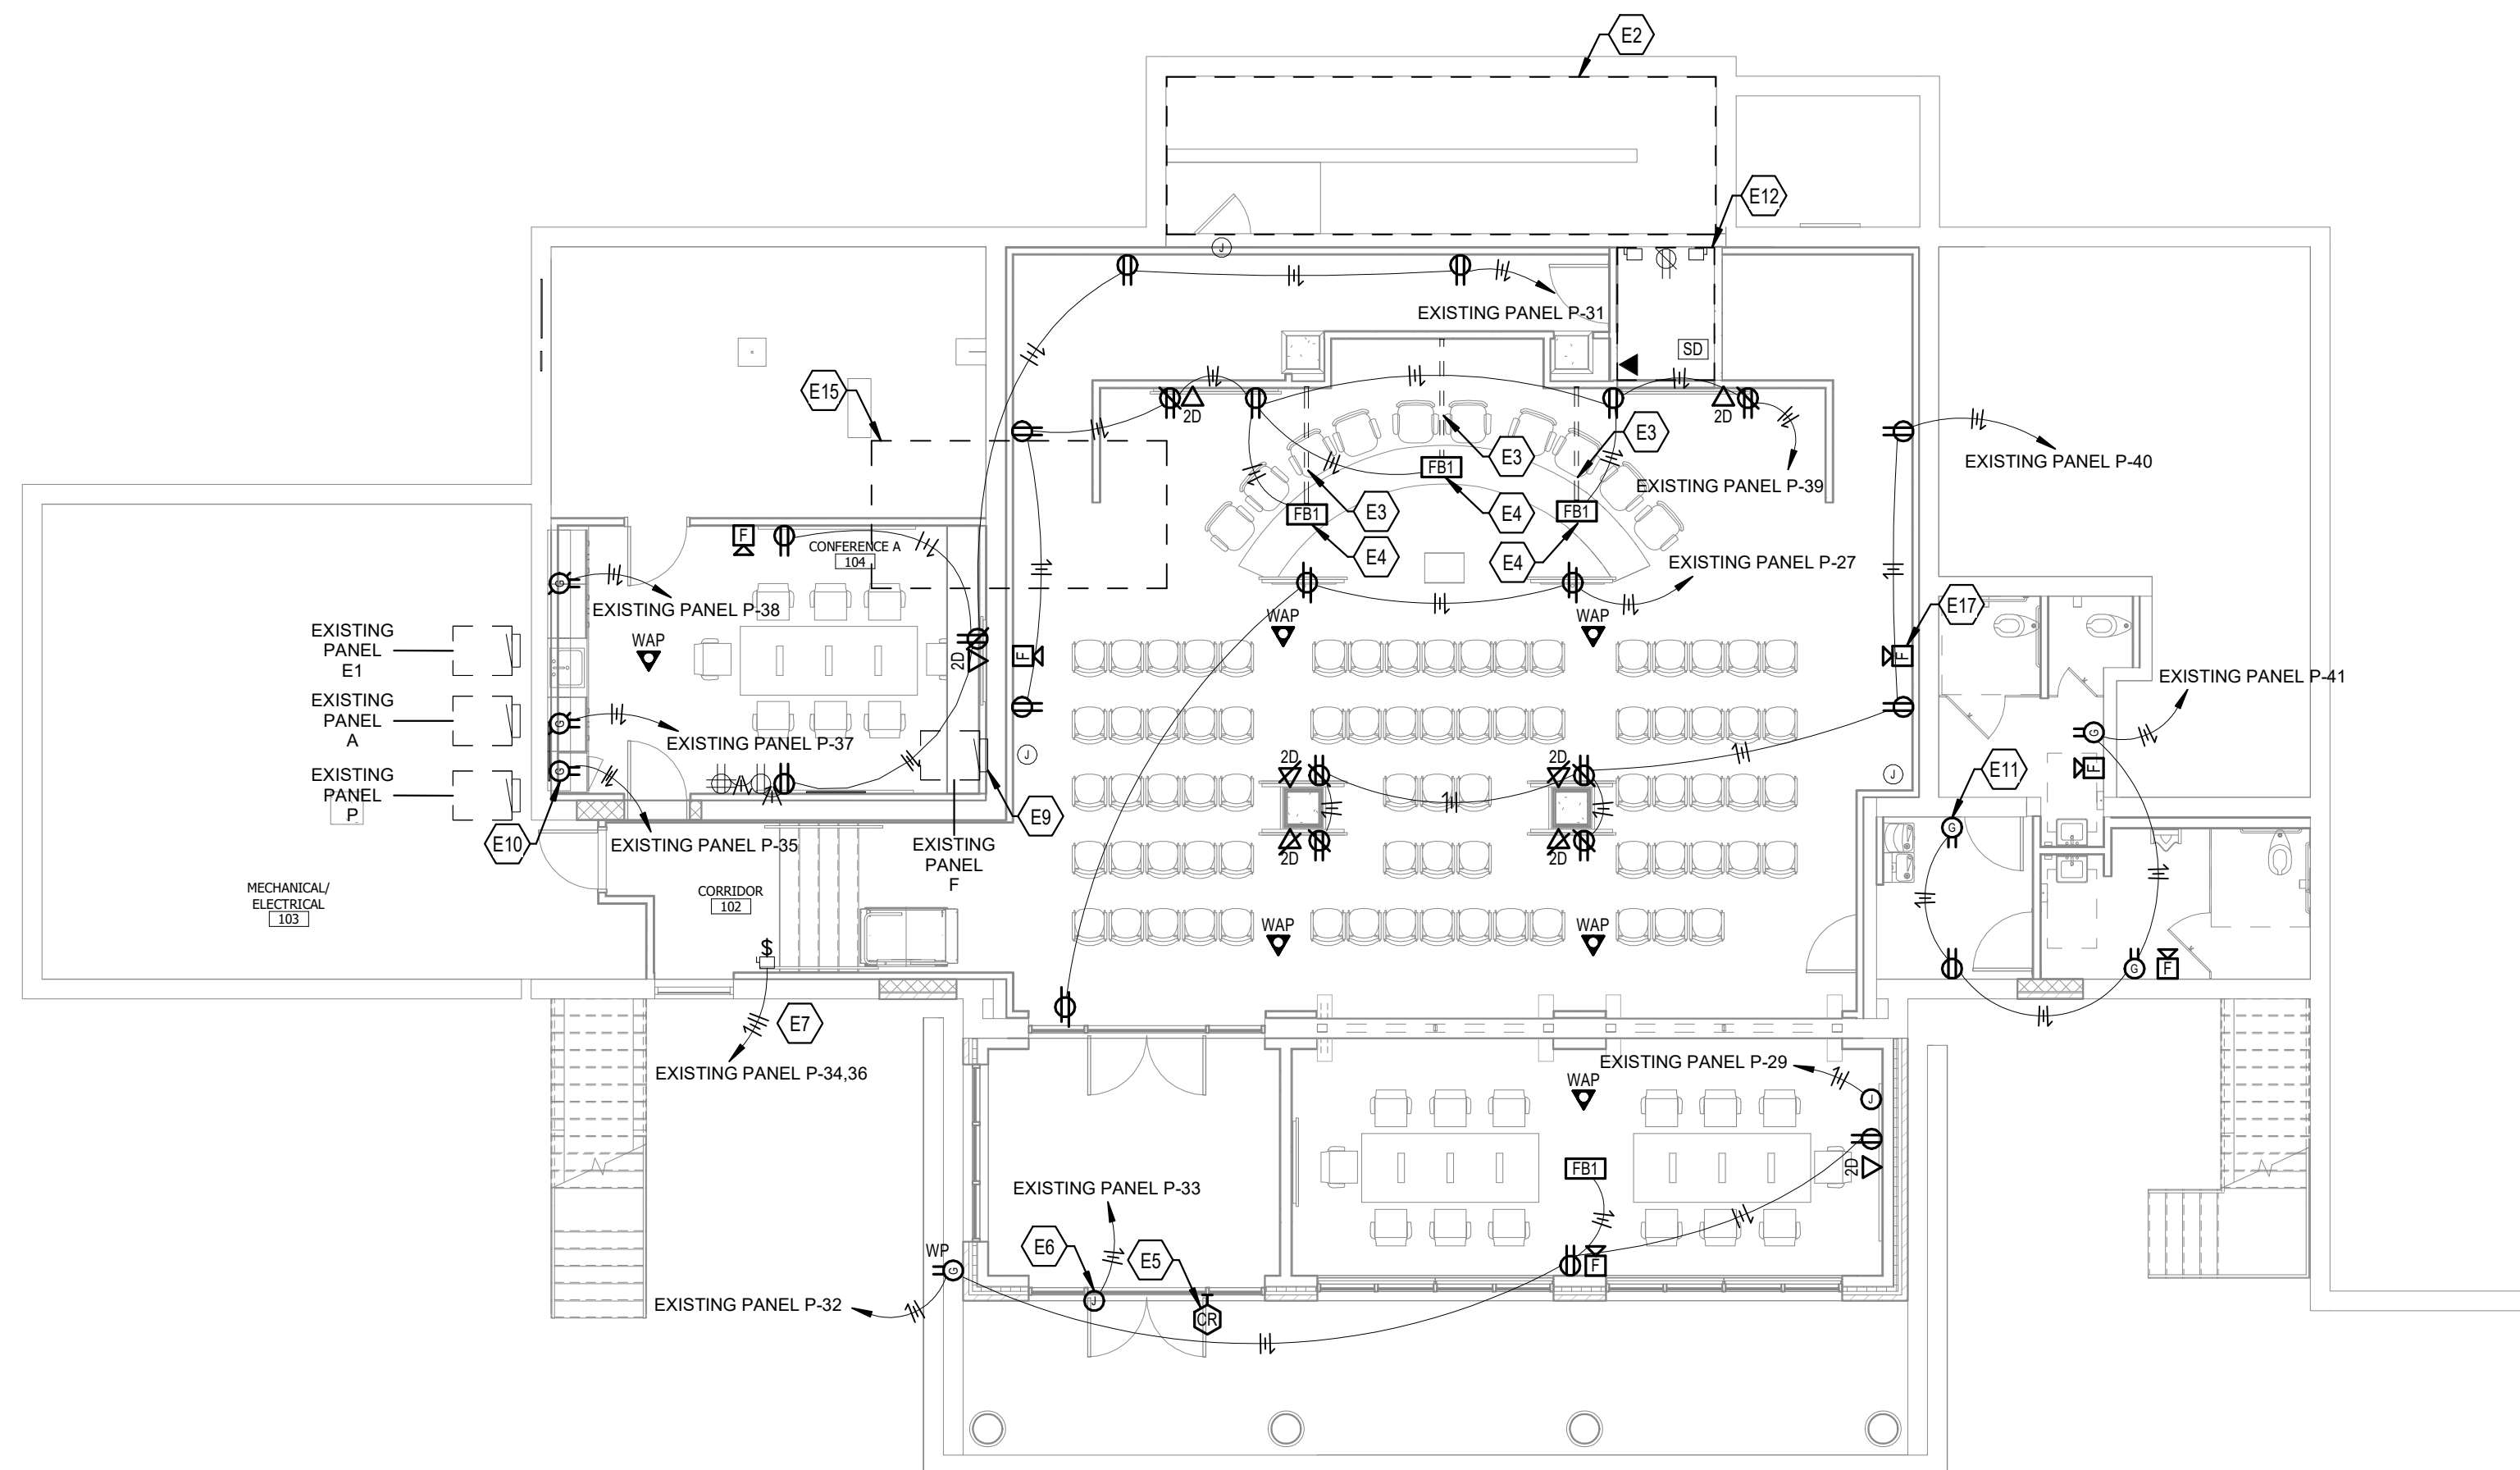 E2
E12
J
EXISTING PANEL P-31
SD
E15
2D
2D
E3
E3
EXISTING PANEL P-40
FB1
EXISTING PANEL P-39
FB1
E3
E4
FB1
F
CONFERENCE A
104
E4
E4
EXISTING PANEL P-27
G
EXISTING PANEL P-38
WAP
WAP
E17
EXISTING
PANEL
E1
WAP
2D
F
F
EXISTING PANEL P-41
EXISTING
PANEL
A
G
EXISTING PANEL P-37
G
J
2D
2D
J
F
E11
EXISTING
PANEL
P
G
E10
EXISTING PANEL P-35
E9
EXISTING
PANEL
F
2D
2D
G
MECHANICAL/
ELECTRICAL
103
CORRIDOR
102
WAP
WAP
$
G
F
E7
EXISTING PANEL P-34,36
EXISTING PANEL P-29
WAP
J
FB1
2D
EXISTING PANEL P-33
WP
E6
E5
G
F
EXISTING PANEL P-32
J
CR